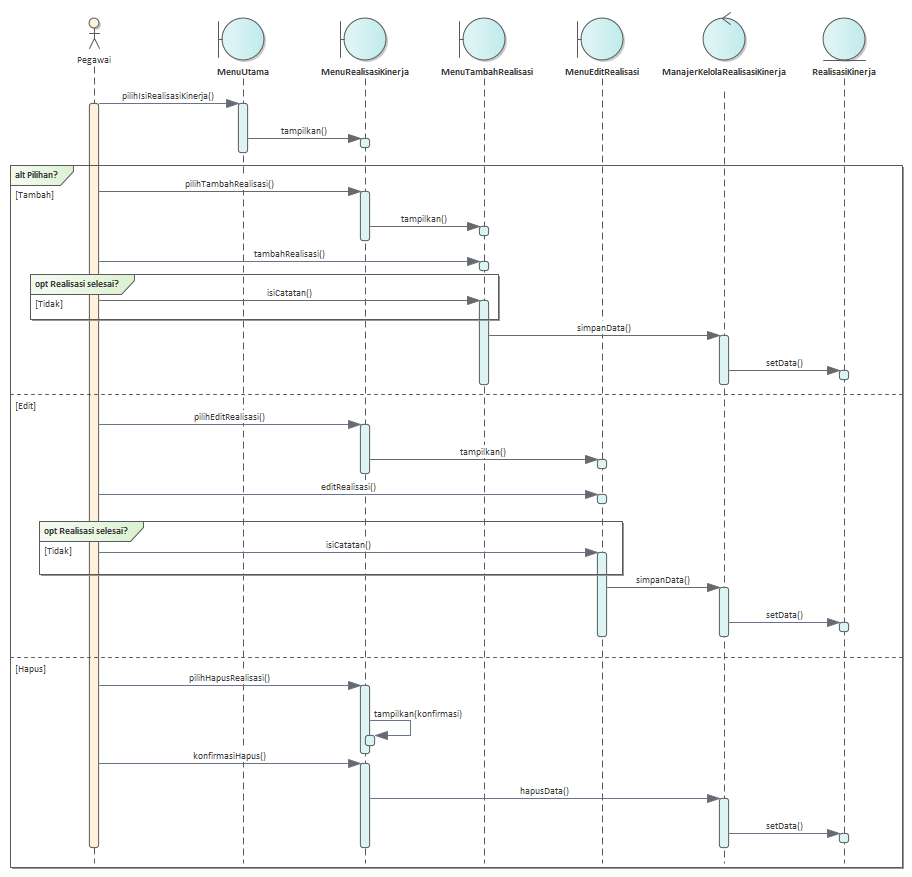 Pegawai
MenuUtama
MenuRealisasiKinerja
MenuTambahRealisasi
MenuEditRealisasi
ManajerKelolaRealisasiKinerja
RealisasiKinerja
pilihIsiRealisasiKinerja()
tampilkan()
alt Pilihan?
[Tambah]
pilihTambahRealisasi()
tampilkan()
tambahRealisasi()
opt Realisasi selesai?
[Tidak]
isiCatatan()
simpanData()
setData()
[Edit]
pilihEditRealisasi()
tampilkan()
editRealisasi()
opt Realisasi selesai?
[Tidak]
isiCatatan()
simpanData()
setData()
[Hapus]
pilihHapusRealisasi()
tampilkan(konfirmasi)
konfirmasiHapus()
hapusData()
setData()